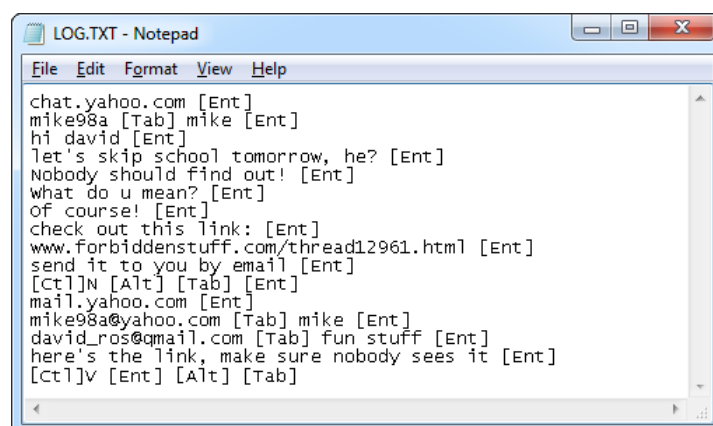 LOG.TXT - Notepad
File Edit Format View Help
chat.yahoo.com [Ent]
mike98a [Tab] mike [Ent]
hi david [Ent]
let's skip school tomorrow, he? [Ent]
Nobody should find out! [Ent]
what do u mean? [Ent]
Of course! [Ent]
check out this link: [Ent]
www.forbiddenstuff.com/thread12961.html [Ent]
send it to you by email [Ent]
[Ctl]N [Alt] [Tab] [Ent]
mail.yahoo.com [Ent]
mike98a@yahoo.com [Tab] mike [Ent]
david_ros@qmail.com [Tab] fun stuff [Ent]
here's the link, make sure nobody sees it [Ent]
[Ctl]V [Ent] [Alt] [Tab]